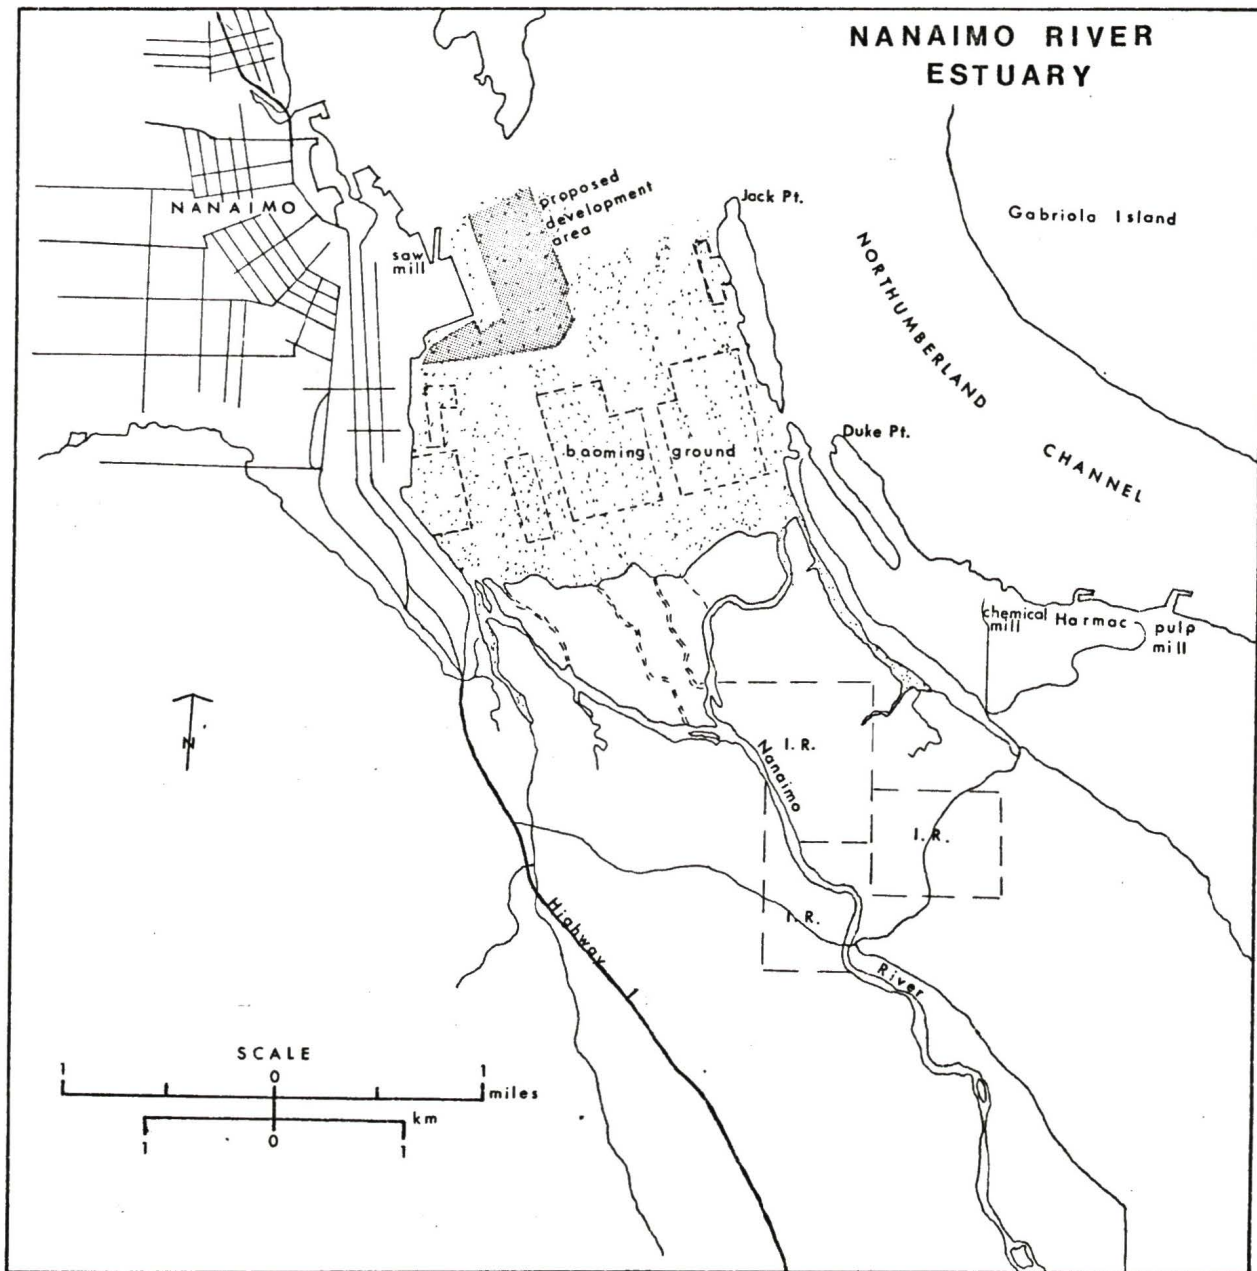 NANAIMO RIVER
ESTUARY
Gabriola Island
Jack Pt.
proposed
development
area
NANAIMO
saw
mill
NORTHUMBERLAND
CHANNEL
Duke Pt.
booming ground
chemical
mill
Harmac
pulp
mill
N
I.R.
Nanaimo
I.R.
I.R.
River
Highway 1
SCALE
1 0 1
miles
km
1 0 1